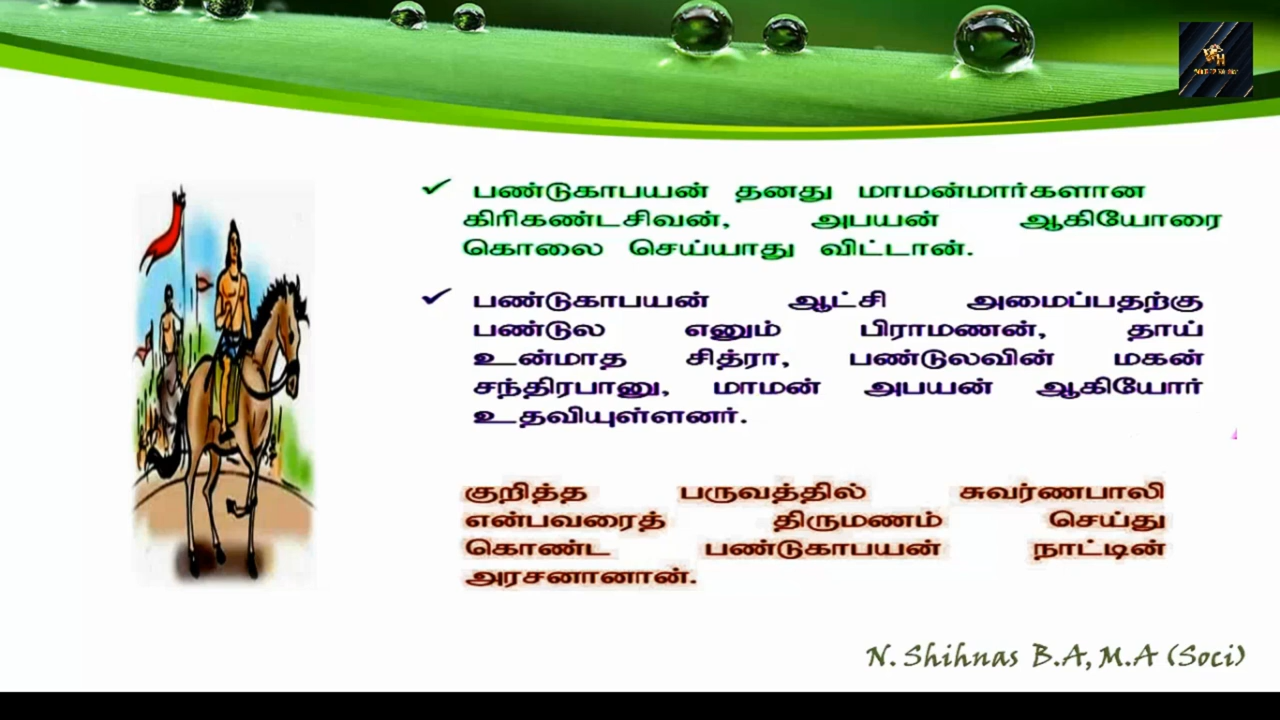 ✓ பண்டுகாபயன் தனது மாமன்மார்களான
கிரிகண்டசிவன், அபயன் ஆகியோரை
கொலை செய்யாது விட்டான்.
✓ பண்டுகாபயன் ஆட்சி அமைப்பதற்கு
பண்டுல எனும் பிராமணன், தாய்
உன்மாத சித்ரா, பண்டுலவின் மகன்
சந்திரபானு, மாமன் அபயன் ஆகியோர்
உதவியுள்ளனர்.
குறித்த பருவத்தில் சுவர்ணபாலி
என்பவரைத் திருமணம் செய்து
கொண்ட பண்டுகாபயன் நாட்டின்
அரசனானான்.
N. Shihnas B.A, M.A (Soci)